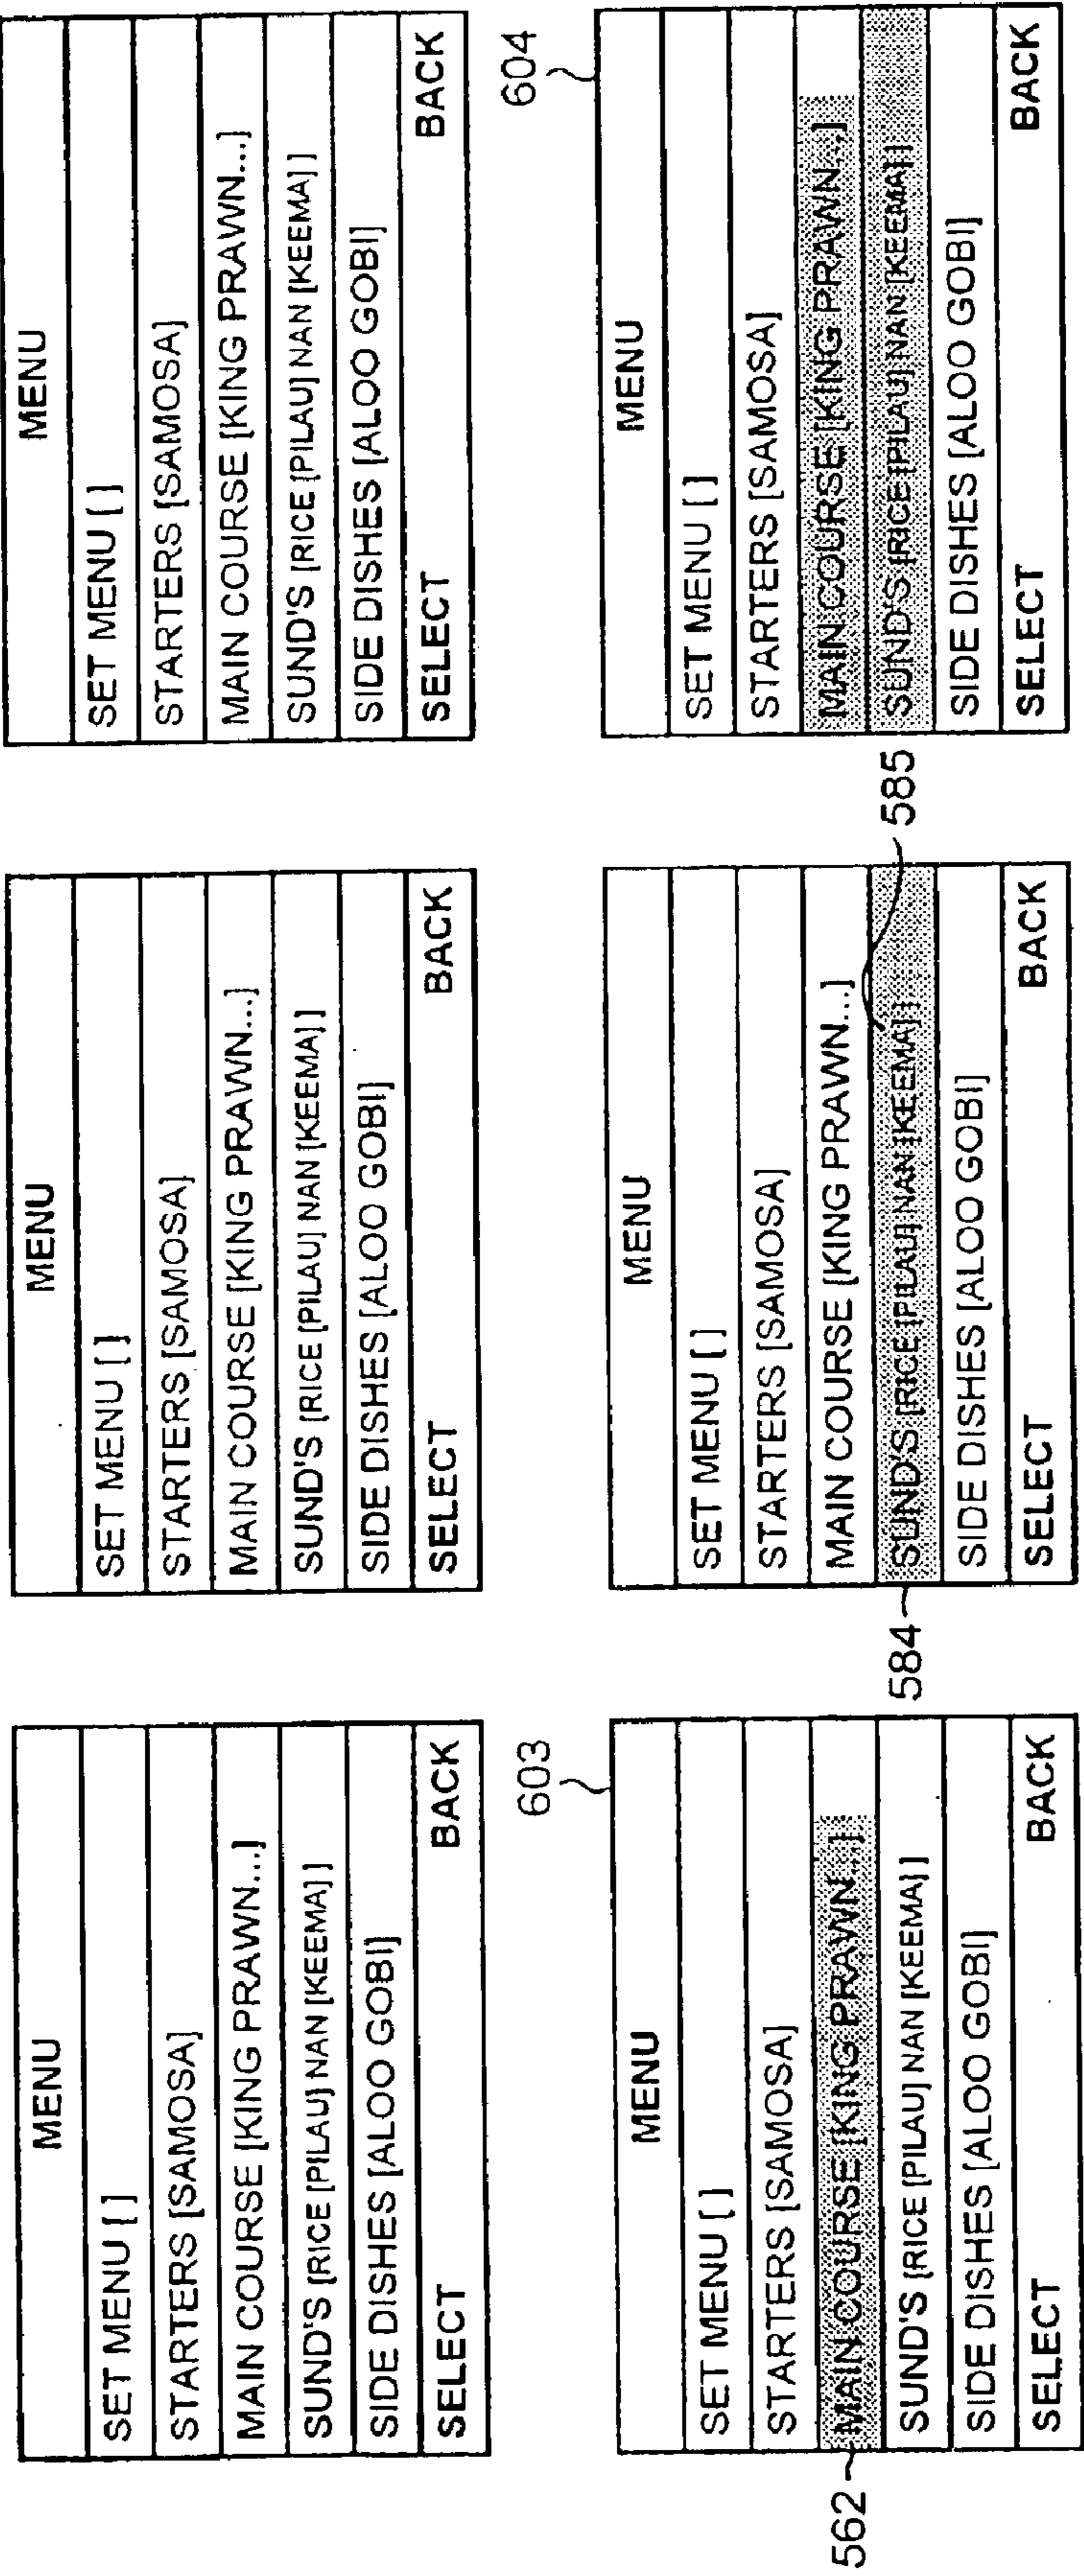 MENU
SET MENU [ ]
STARTERS [SAMOSA]
MAIN COURSE [KING PRAWN...]
SUND'S [RICE [PILAU] NAN [KEEMA] ]
SIDE DISHES [ALOO GOBI]
SELECT BACK
MENU
SET MENU [ ]
STARTERS [SAMOSA]
MAIN COURSE [KING PRAWN...]
SUND'S [RICE [PILAU] NAN [KEEMA] ]
SIDE DISHES [ALOO GOBI]
SELECT BACK
MENU
SET MENU [ ]
STARTERS [SAMOSA]
MAIN COURSE [KING PRAWN...]
SUND'S [RICE [PILAU] NAN [KEEMA] ]
SIDE DISHES [ALOO GOBI]
SELECT BACK
603
MENU
SET MENU [ ]
STARTERS [SAMOSA]
562
MAIN COURSE [KING PRAWN...]
SUND'S [RICE [PILAU] NAN [KEEMA] ]
SIDE DISHES [ALOO GOBI]
SELECT BACK
MENU
SET MENU [ ]
STARTERS [SAMOSA]
MAIN COURSE [KING PRAWN...]
584
SUND'S [RICE [PILAU] NAN [KEEMA] ]
585
SIDE DISHES [ALOO GOBI]
SELECT BACK
604
MENU
SET MENU [ ]
STARTERS [SAMOSA]
MAIN COURSE [KING PRAWN...]
SUND'S [RICE [PILAU] NAN [KEEMA] ]
SIDE DISHES [ALOO GOBI]
SELECT BACK